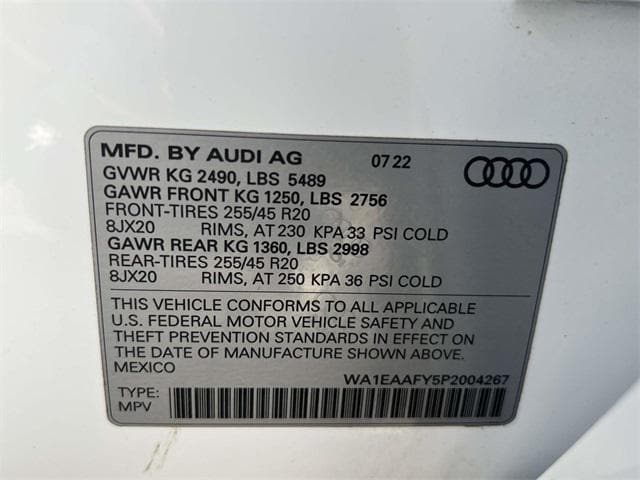 MFD. BY AUDI AG 07 22
GVWR KG 2490, LBS 5489
GAWR FRONT KG 1250, LBS 2756
FRONT-TIRES 255/45 R20
8JX20 RIMS, AT 230 KPA 33 PSI COLD
GAWR REAR KG 1360, LBS 2998
REAR-TIRES 255/45 R20
8JX20 RIMS, AT 250 KPA 36 PSI COLD
THIS VEHICLE CONFORMS TO ALL APPLICABLE
U.S. FEDERAL MOTOR VEHICLE SAFETY AND
THEFT PREVENTION STANDARDS IN EFFECT ON
THE DATE OF MANUFACTURE SHOWN ABOVE.
MEXICO
WA1EAAFY5P2004267
TYPE:
MPV